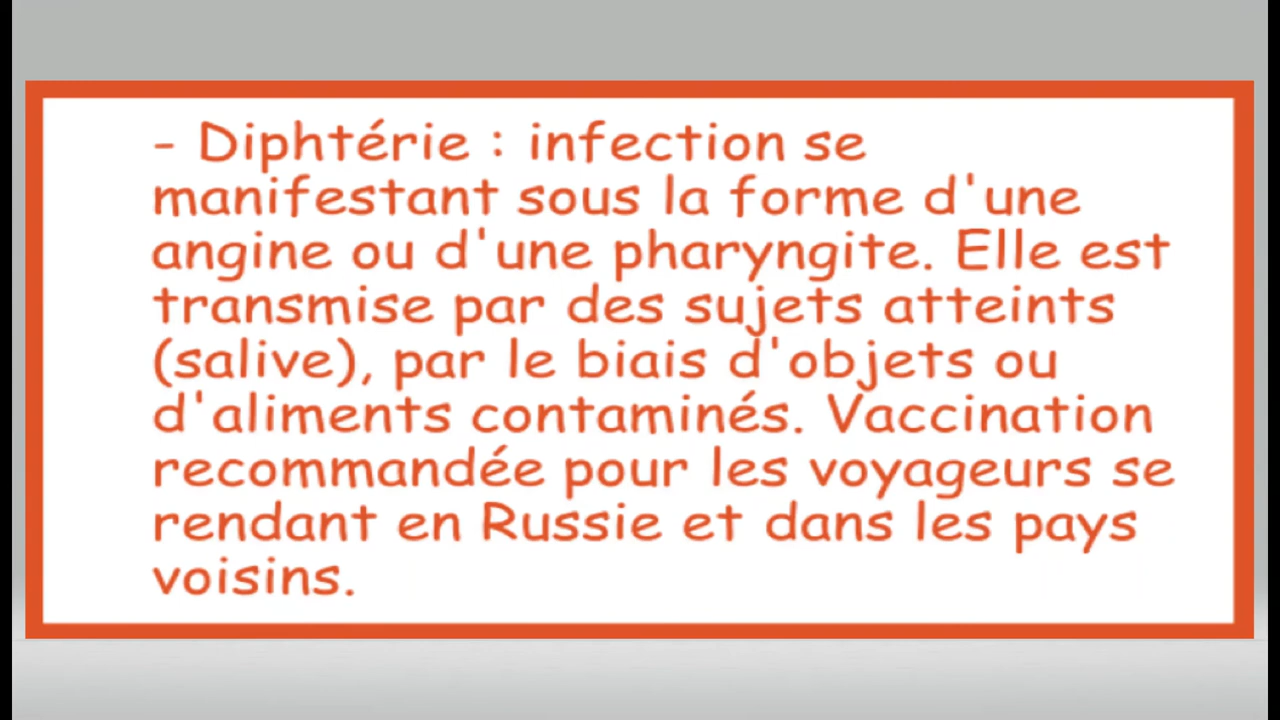 - Diphtérie : infection se
manifestant sous la forme d'une
angine ou d'une pharyngite. Elle est
transmise par des sujets atteints
(salive), par le biais d'objets ou
d'aliments contaminés. Vaccination
recommandée pour les voyageurs se
rendant en Russie et dans les pays
voisins.